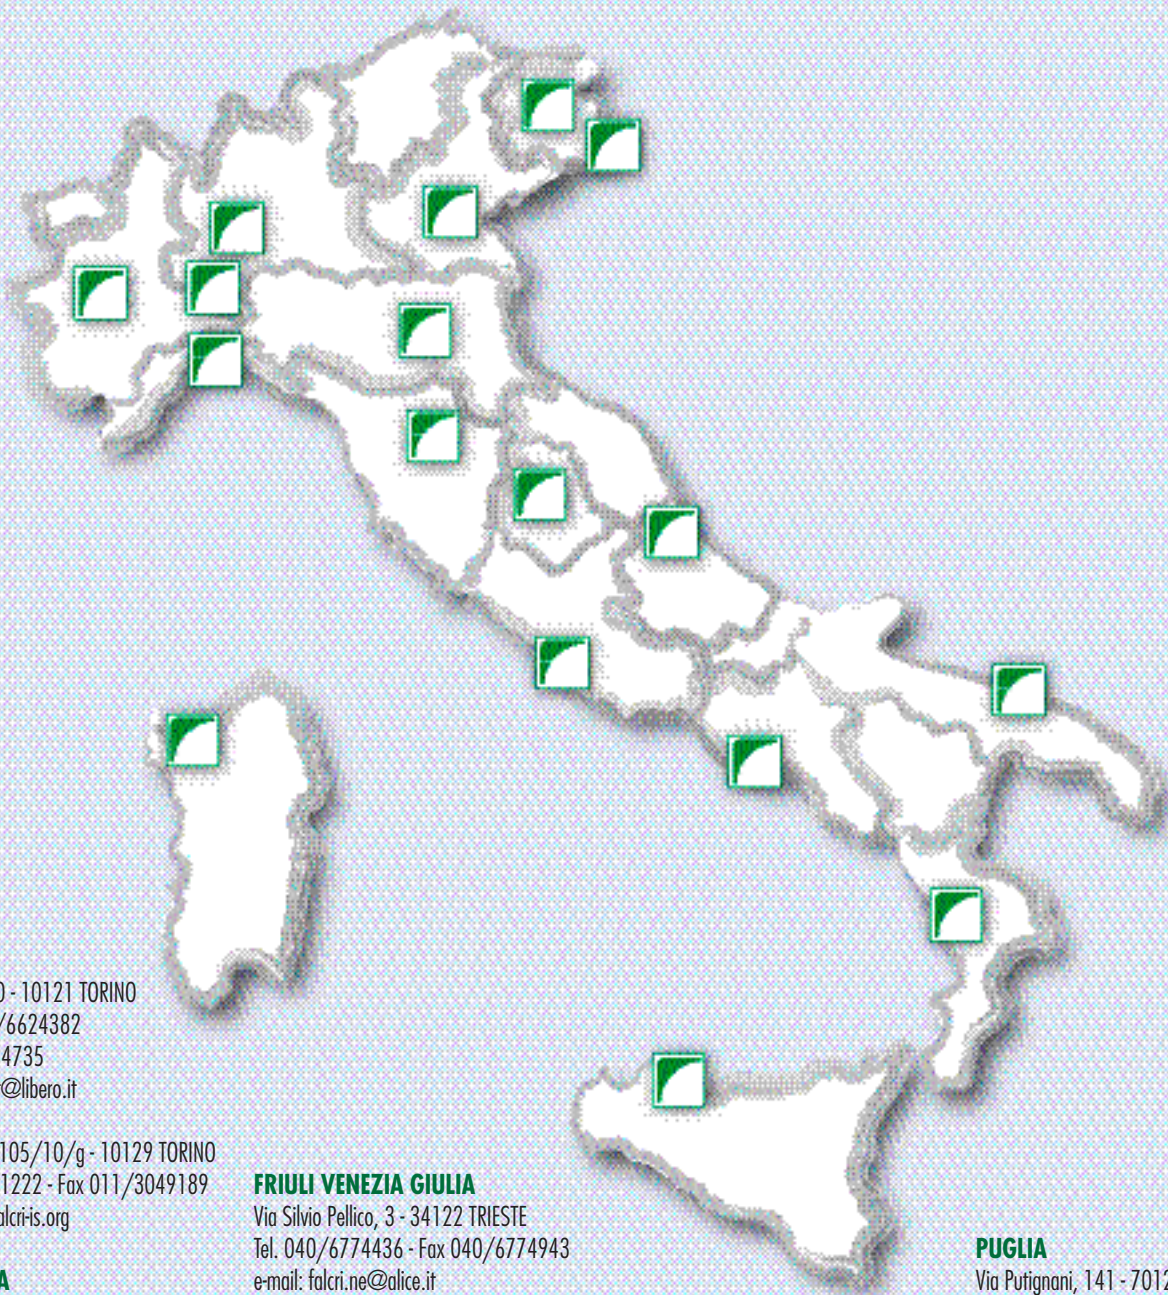 10121 TORINO
/6624382
4735
@libero.it
105/10/g - 10129 TORINO
1222 - Fax 011/3049189
alcri-is.org
FRIULI VENEZIA GIULIA
Via Silvio Pellico, 3 - 34122 TRIESTE
Tel. 040/6774436 - Fax 040/6774943
e-mail: falcri.ne@alice.it
PUGLIA
Via Putignani, 141 - 7012